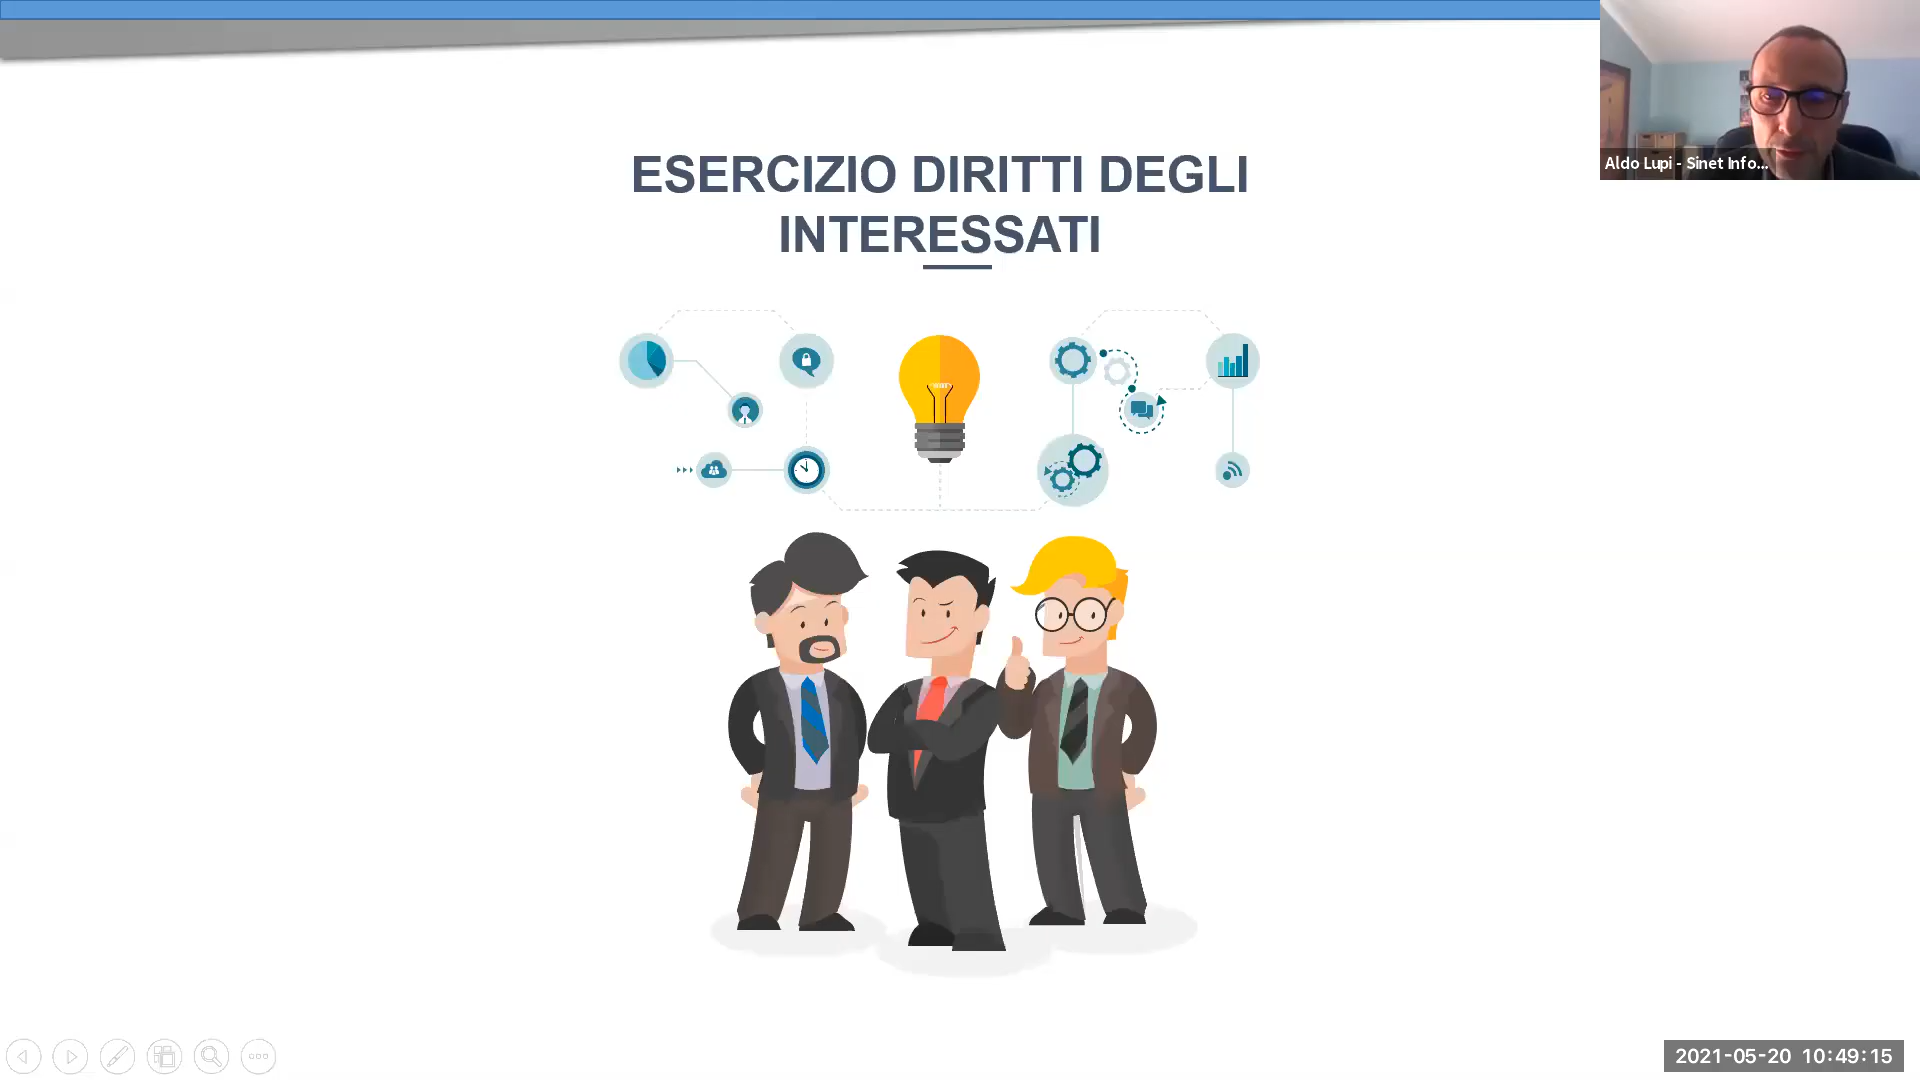 ESERCIZIO DIRITTI DEGLI
INTERESSATI
Aldo Lupi - Sinet Info...
2021-05-20 10:49:15